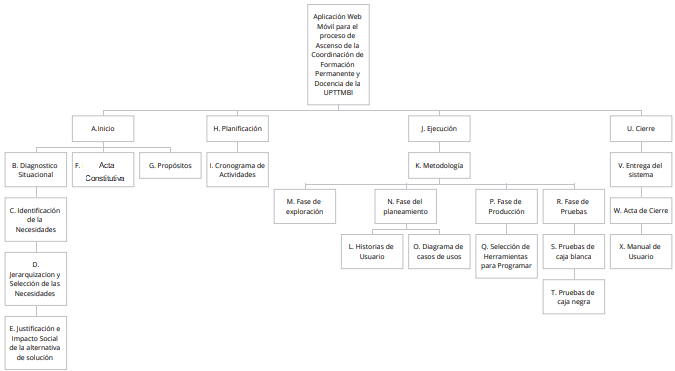 Aplicación Web
Móvil para el
proceso de
Ascenso de la
Coordinación de
Formación
Permanente y
Docencia de la
UPTTMBI
A.Inicio
H. Planificación
J. Ejecución
U. Cierre
B. Diagnostico
Situacional
F. Acta
Constitutiva
G. Propósitos
I. Cronograma de
Actividades
K. Metodología
V. Entrega del
sistema
C. Identificación
de la
Necesidades
M. Fase de
exploración
N. Fase del
planeamiento
P. Fase de
Producción
R. Fase de
Pruebas
W. Acta de Cierre
L. Historias de
Usuario
O. Diagrama de
casos de usos
Q. Selección de
Herramientas
para Programar
S. Pruebas de
caja blanca
X. Manual de
Usuario
D.
Jerarquizacion y
Selección de las
Necesidades
T. Pruebas de
caja negra
E. Justificación e
Impacto Social
de la alternativa
de solución